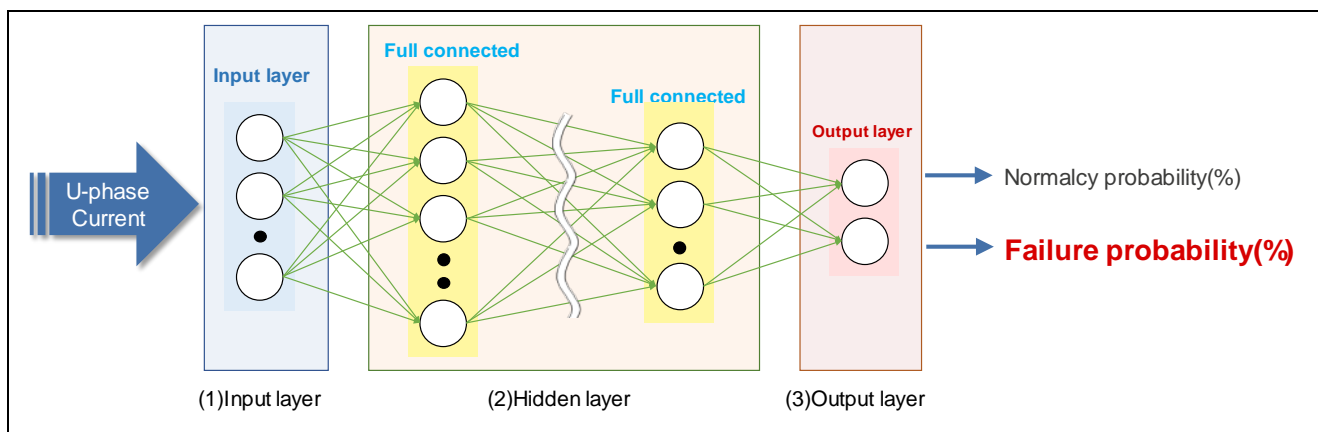 U-phase
Current
Input layer
Full connected
Full connected
Output layer
Normalcy probability(%)
Failure probability(%)
(1)Input layer
(2)Hidden layer
(3)Output layer